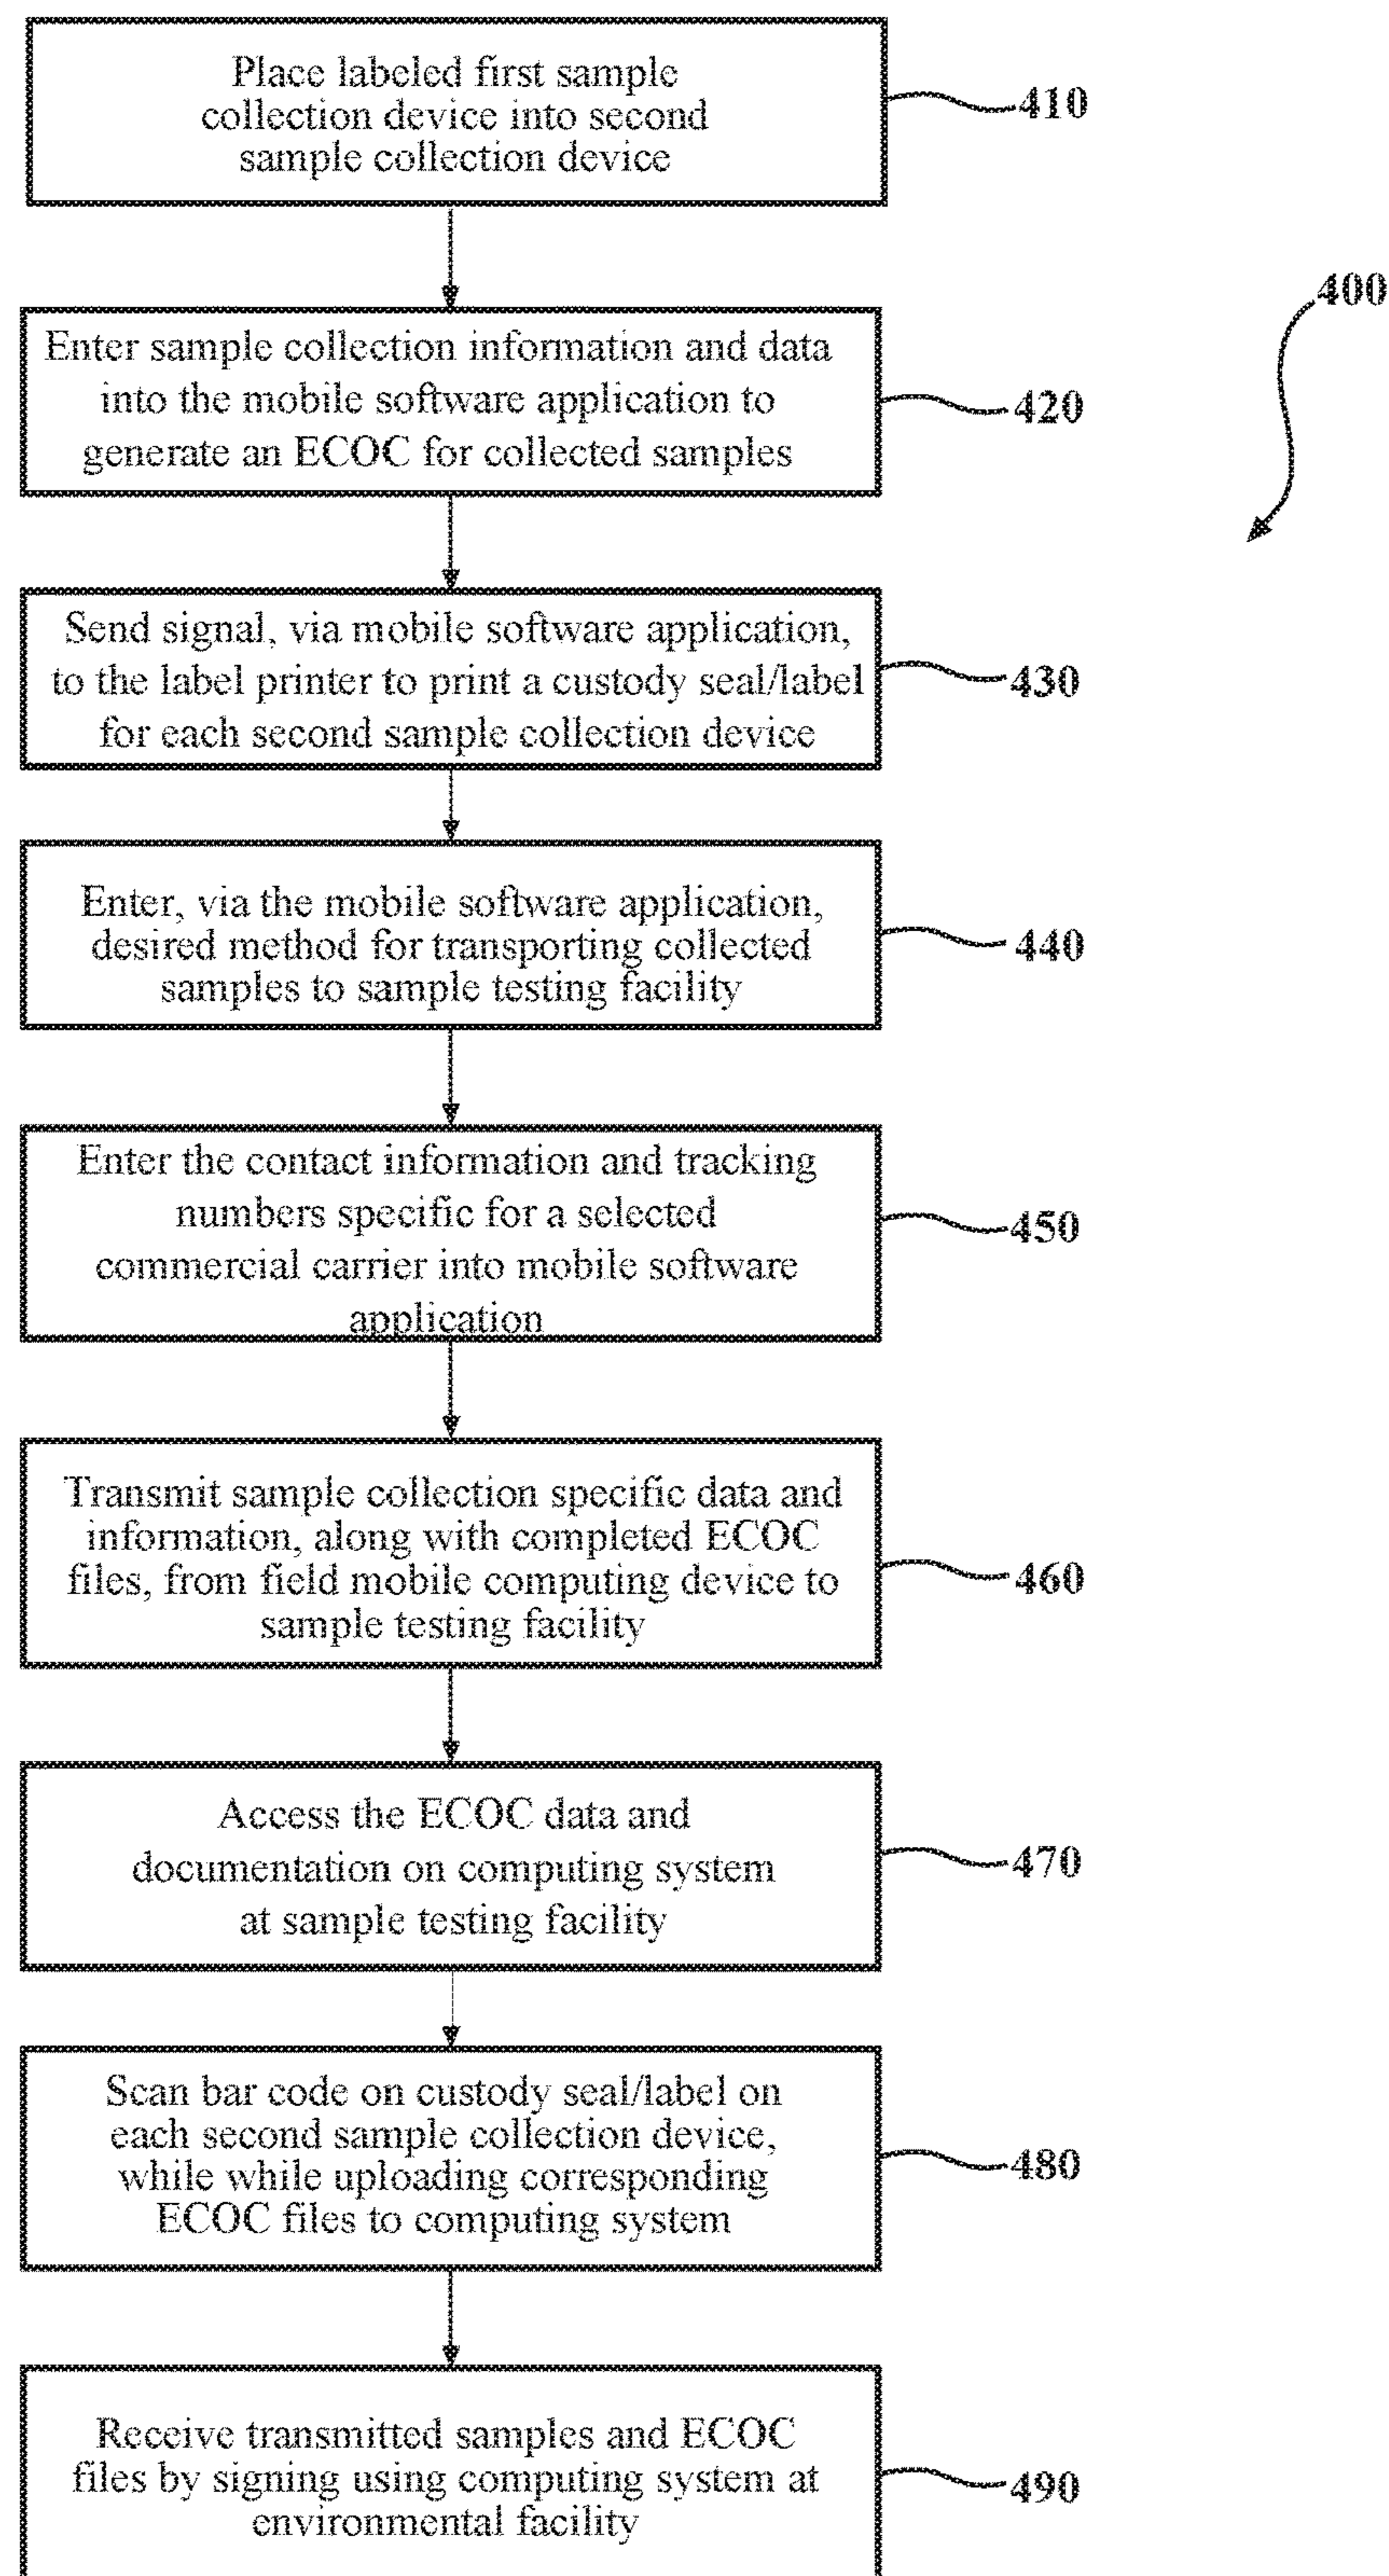 Place labeled first sample
collection device into second
sample collection device
410
400
Enter sample collection information and data
into the mobile software application to
generate an ECOC for collected samples
420
Send signal, via mobile software application,
to the label printer to print a custody seal/label
for each second sample collection device
430
Enter, via the mobile software application,
desired method for transporting collected
samples to sample testing facility
440
Enter the contact information and tracking
numbers specific for a selected
commercial carrier into mobile software
application
450
Transmit sample collection specific data and
information, along with completed ECOC
files, from field mobile computing device to
sample testing facility
460
Access the ECOC data and
documentation on computing system
at sample testing facility
470
Scan bar code on custody seal/label on
each second sample collection device,
while while uploading corresponding
ECOC files to computing system
480
Receive transmitted samples and ECOC
files by signing using computing system at
environmental facility
490